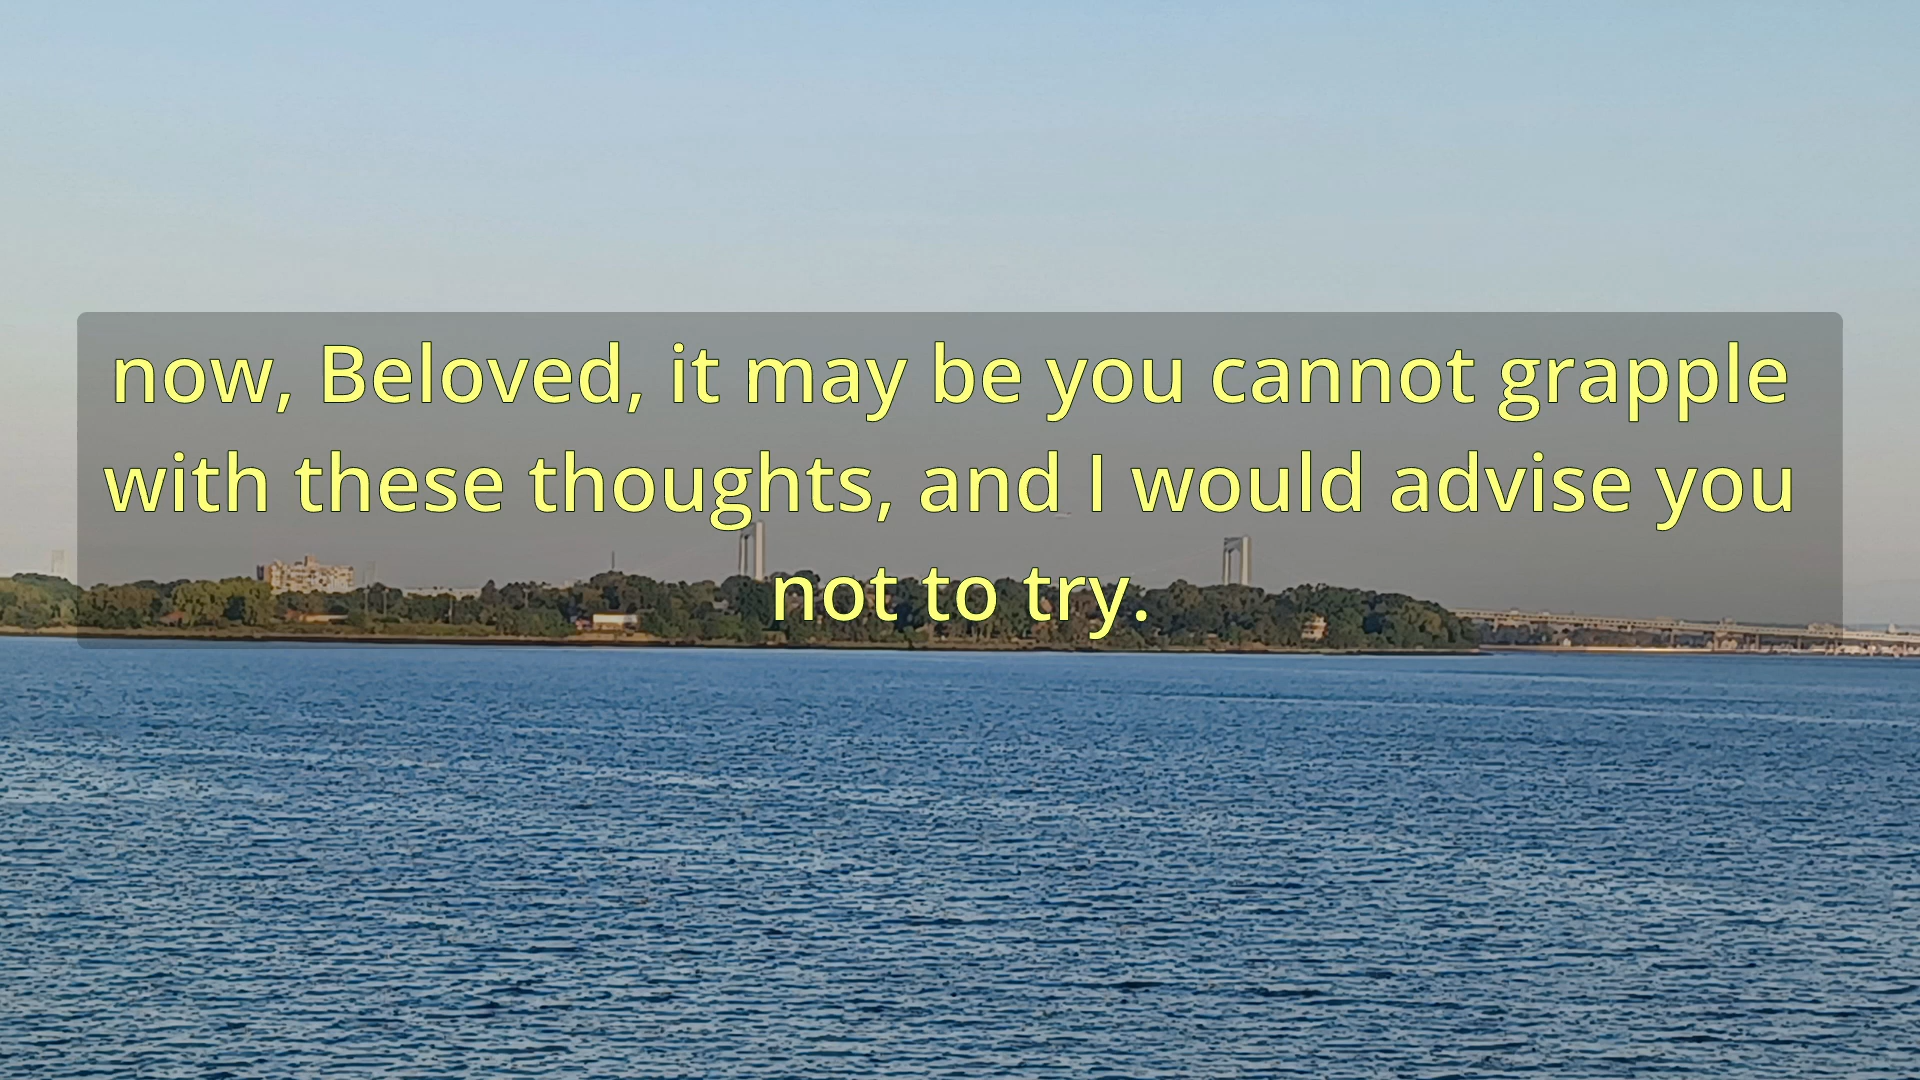 now, Beloved, it may be you cannot grapple
with these thoughts, and I would advise you
not to try.